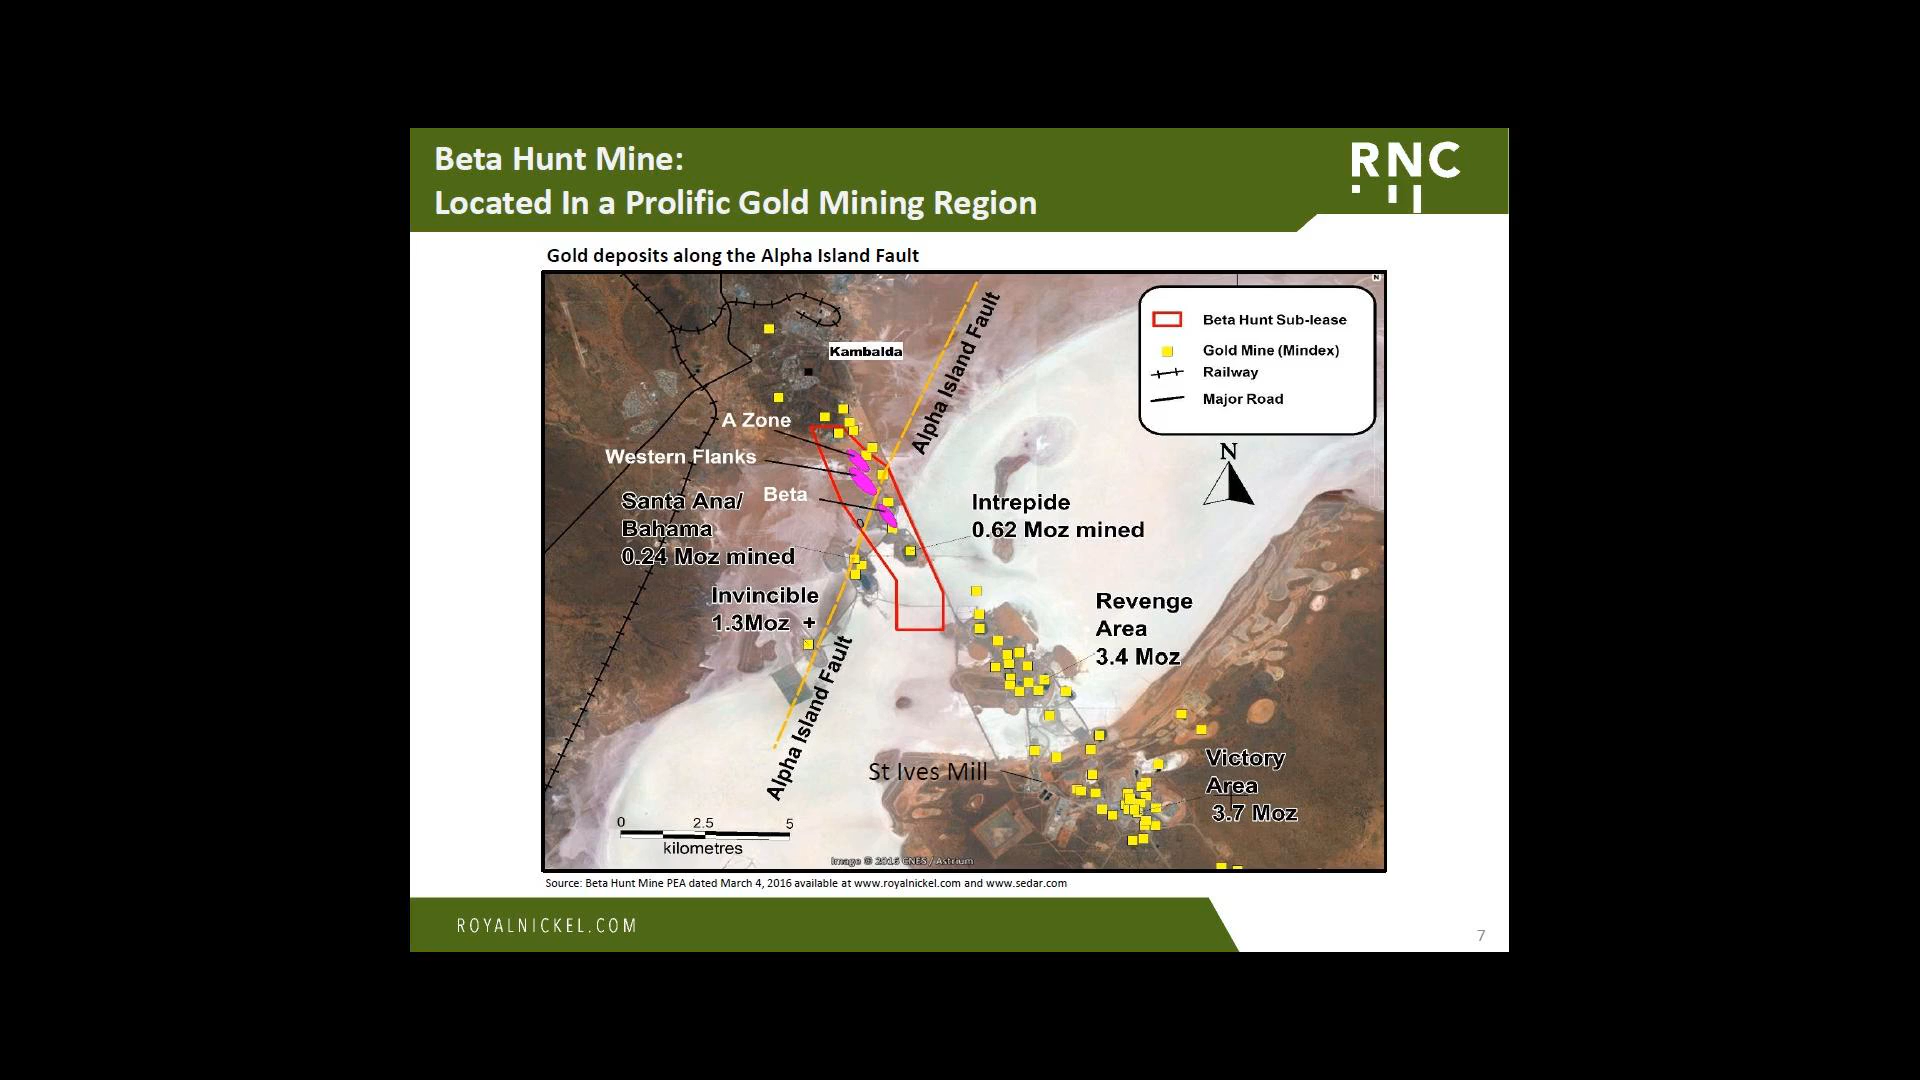 Beta Hunt Mine:
Located In a Prolific Gold Mining Region
RNC
Gold deposits along the Alpha Island Fault
N
Beta Hunt Sub-lease
Gold Mine (Mindex)
Railway
Major Road
N
Kambalda
Alpha Island Fault
A Zone
Western Flanks
Beta
Santa Ana/
Bahama
0.24 Moz mined
Intrepide
0.62 Moz mined
Invincible
1.3Moz +
Revenge
Area
3.4 Moz
Alpha Island Fault
St Ives Mill
Victory
Area
3.7 Moz
0 2.5 5
kilometres
Image © 2016 CNES / Astrium
Source: Beta Hunt Mine PEA dated March 4, 2016 available at www.royalnickel.com and www.sedar.com
ROYALNICKEL.COM
7